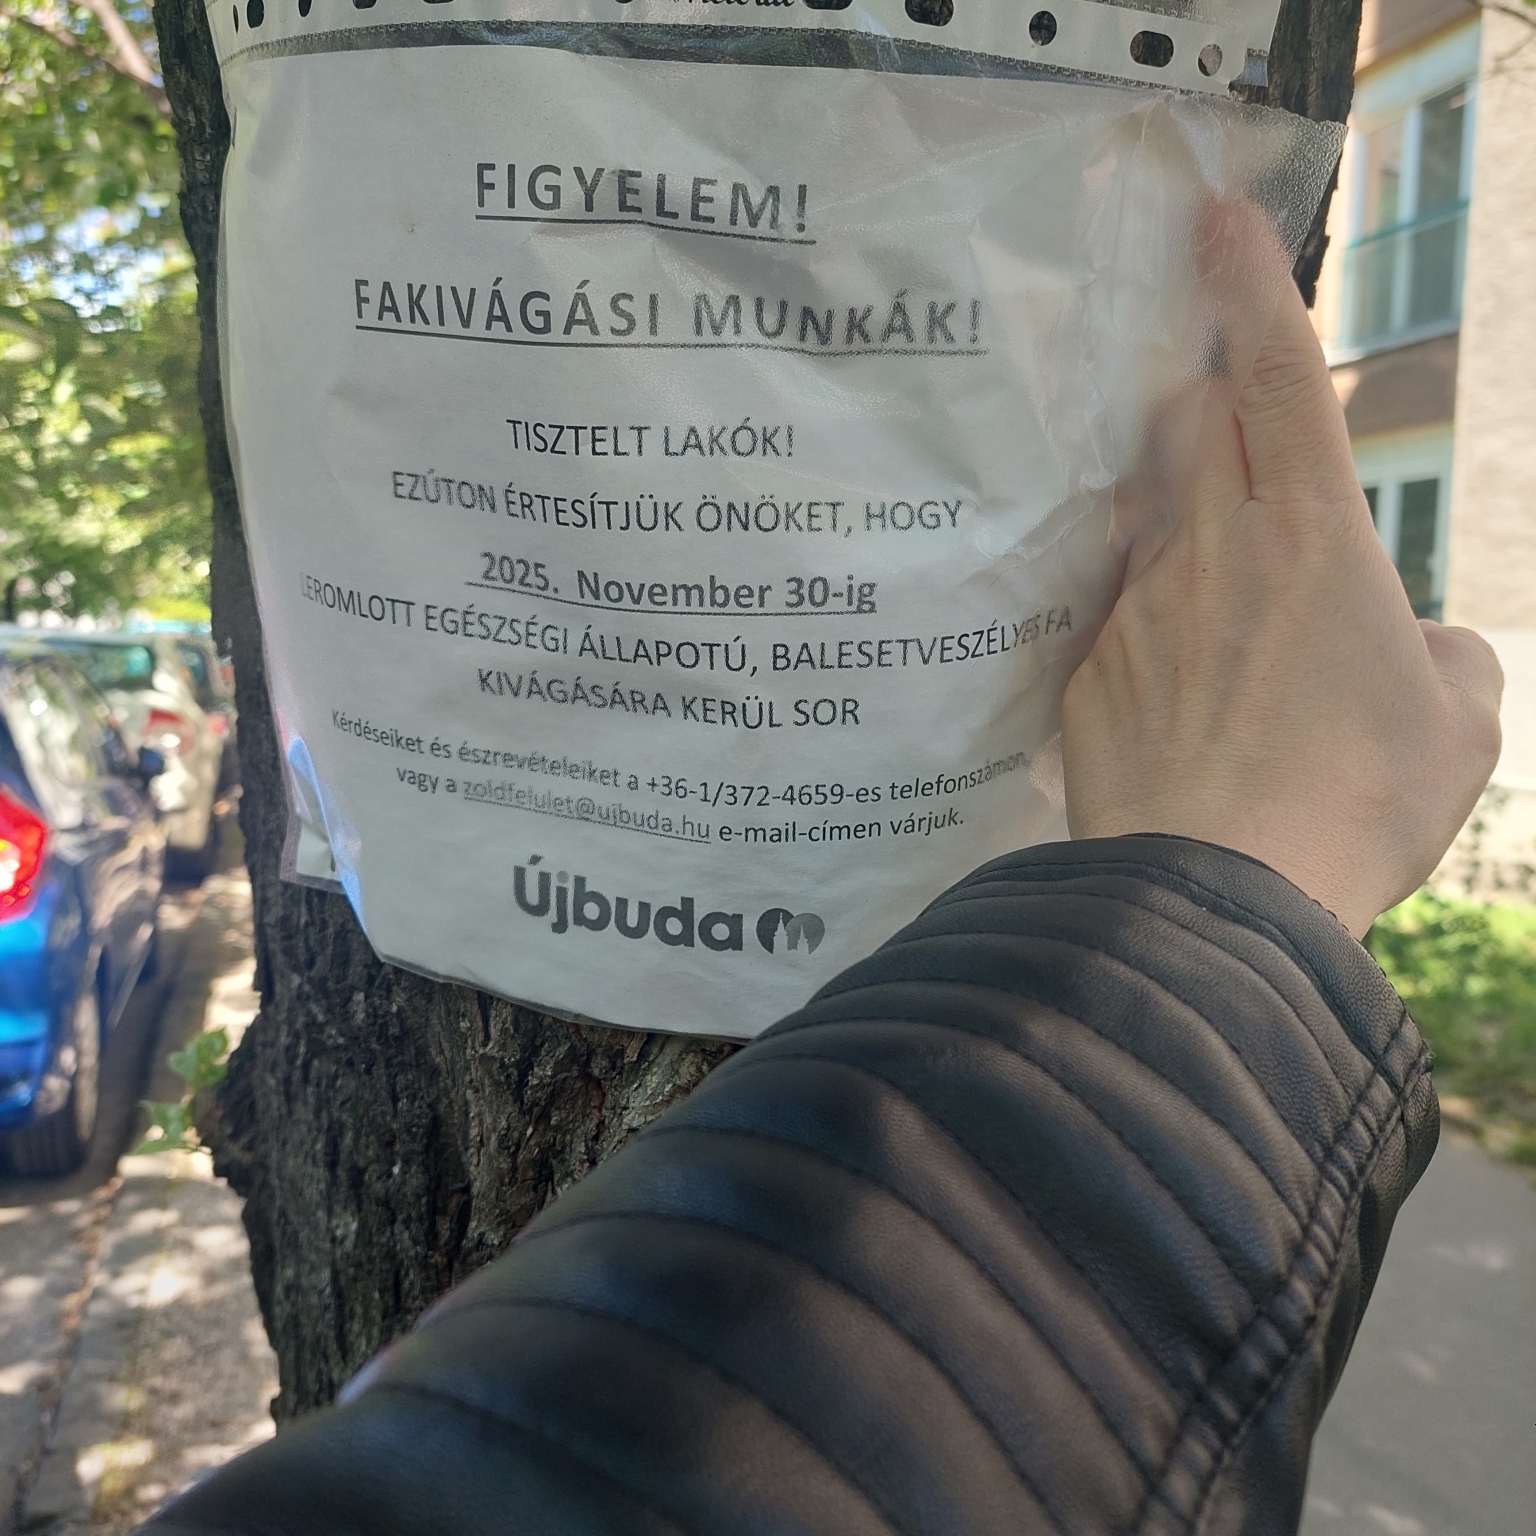 FIGYELEM!
FAKIVÁGÁSI MUNKÁK!
TISZTELT LAKÓK!
EZÚTON ÉRTESÍTJÜK ÖNÖKET, HOGY
2025. November 30-ig
LEROMLOTT EGÉSZSÉGI ÁLLAPOTÚ, BALESETVESZÉLYES FA
KIVÁGÁSÁRA KERÜL SOR
Kérdéseiket és észrevételeiket a +36-1/372-4659-es telefonszámon,
vagy a zoldfelulet@ujbuda.hu e-mail-címen várjuk.
Újbuda